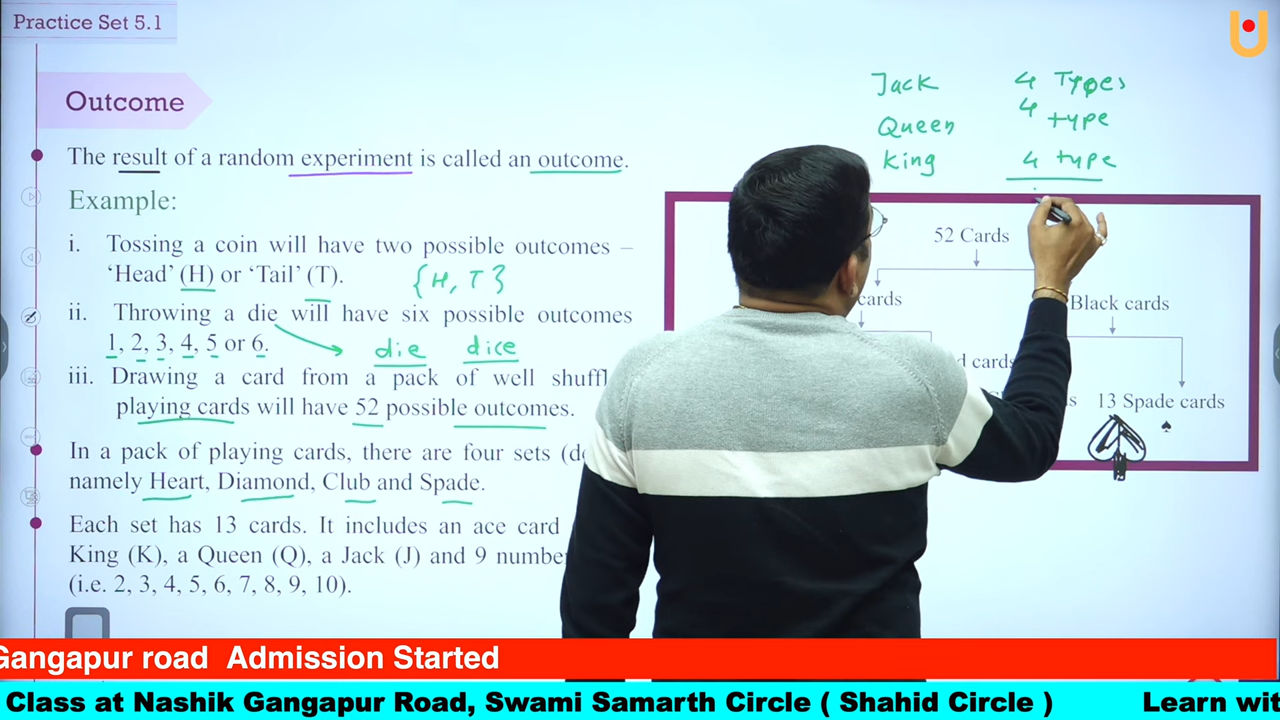 Practice Set 5.1
Outcome
The result of a random experiment is called an outcome.
Example:
i. Tossing a coin will have two possible outcomes –
‘Head’ (H) or ‘Tail’ (T). {H, T}
ii. Throwing a die will have six possible outcomes
1, 2, 3, 4, 5 or 6. die dice
iii. Drawing a card from a pack of well
playing cards will have 52 possible outcomes.
In a pack of playing cards, there are four sets
namely Heart, Diamond, Club and Spade.
Each set has 13 cards. It includes an ace card
King (K), a Queen (Q), a Jack (J) and 9
(i.e. 2, 3, 4, 5, 6, 7, 8, 9, 10).
Jack 4 Types
Queen 4 type
King 4 type
52 Cards
cards Black cards
cards
13 Spade cards
Gangapur road Admission Started
Class at Nashik Gangapur Road, Swami Samarth Circle ( Shahid Circle ) Learn